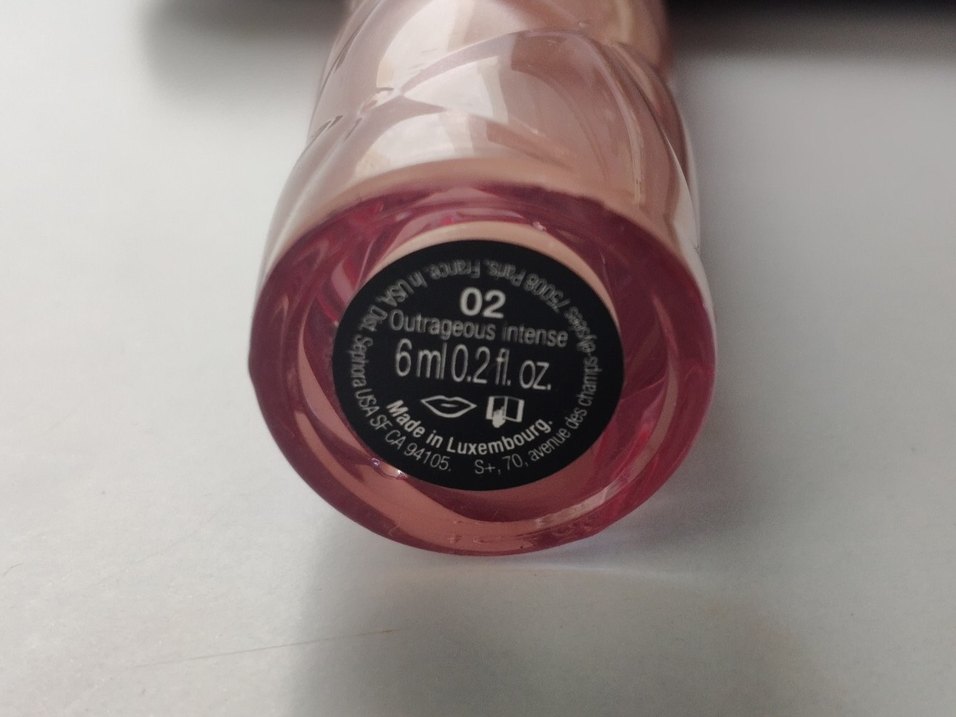 02
Outrageous intense
6 ml 0.2 fl. oz.
Made in Luxembourg.
S+, 70, avenue des champs-élysées 75008 Paris, France. In USA, Dist. Sephora USA SF CA 94105.